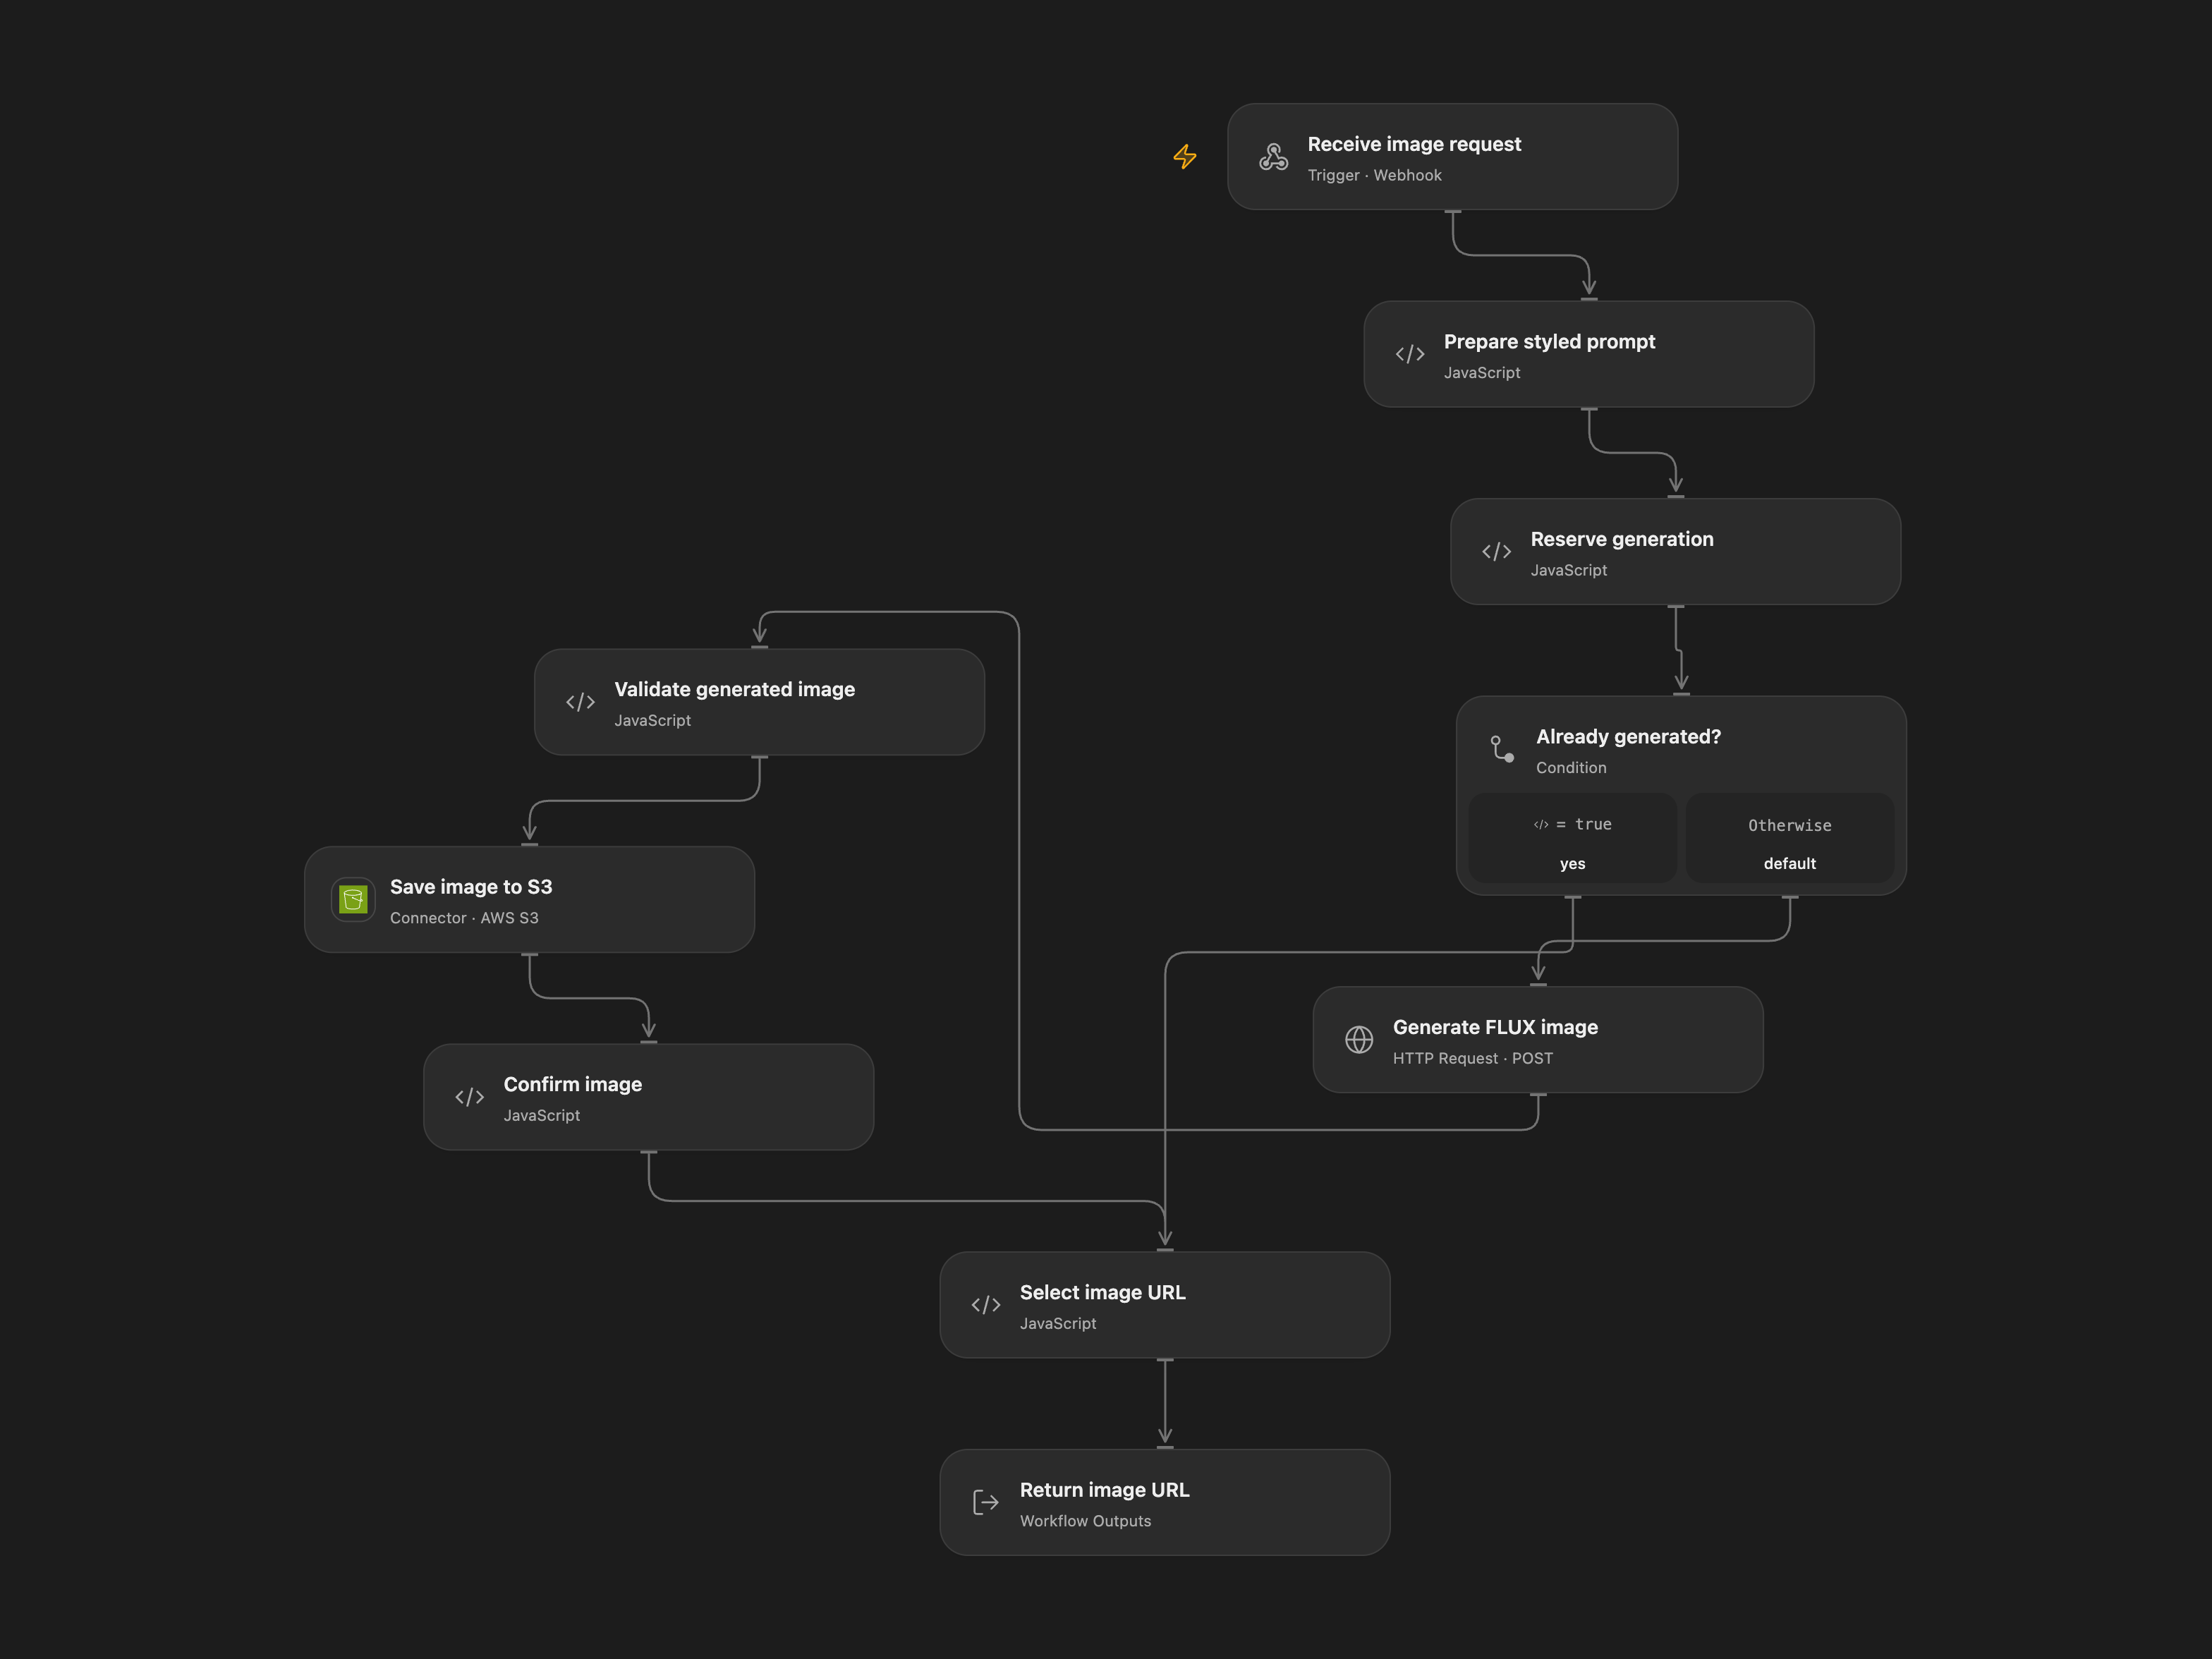 Receive image request
Trigger · Webhook
Prepare styled prompt
JavaScript
Reserve generation
JavaScript
Already generated?
Condition
</> = true
yes
Otherwise
default
Generate FLUX image
HTTP Request · POST
Validate generated image
JavaScript
Save image to S3
Connector · AWS S3
Confirm image
JavaScript
Select image URL
JavaScript
Return image URL
Workflow Outputs